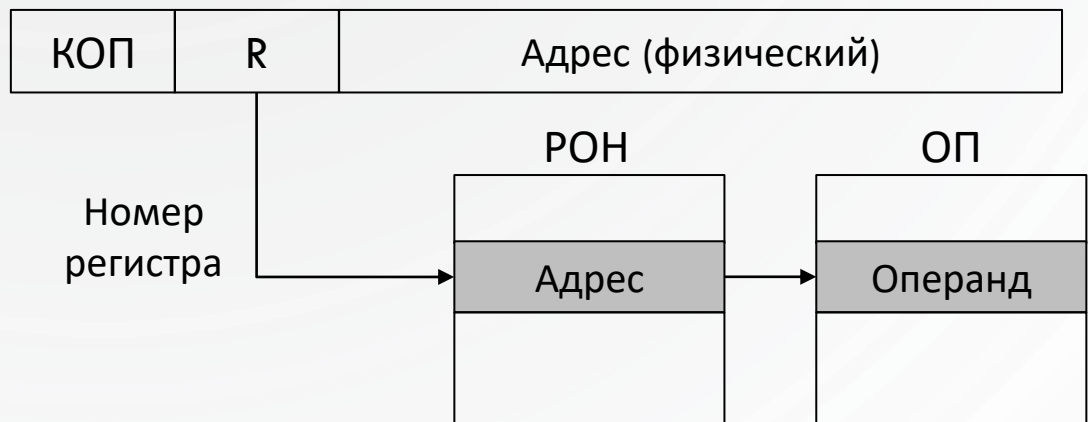 КОП R Адрес (физический)
РОН ОП
Номер
регистра
Адрес Операнд